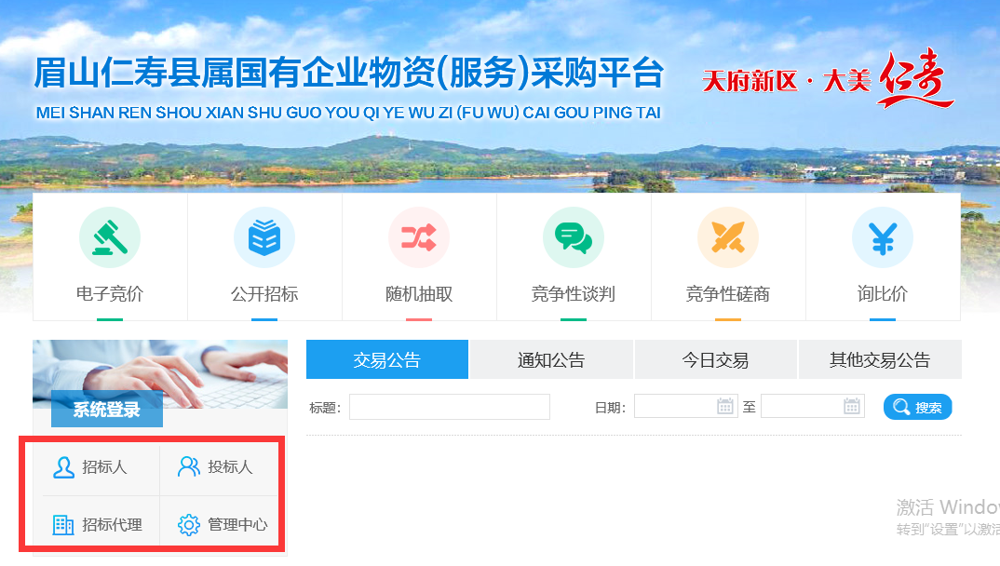 眉山仁寿县属国有企业物资(服务)采购平台
天府新区·大美仁寿
MEI SHAN REN SHOU XIAN SHU GUO YOU QI YE WU ZI (FU WU) CAI GOU PING TAI
电子竞价
公开招标
随机抽取
竞争性谈判
竞争性磋商
询比价
系统登录
招标人
投标人
招标代理
管理中心
交易公告
通知公告
今日交易
其他交易公告
标题:
日期:
至
搜索
激活 Windo
转到"设置"以激活